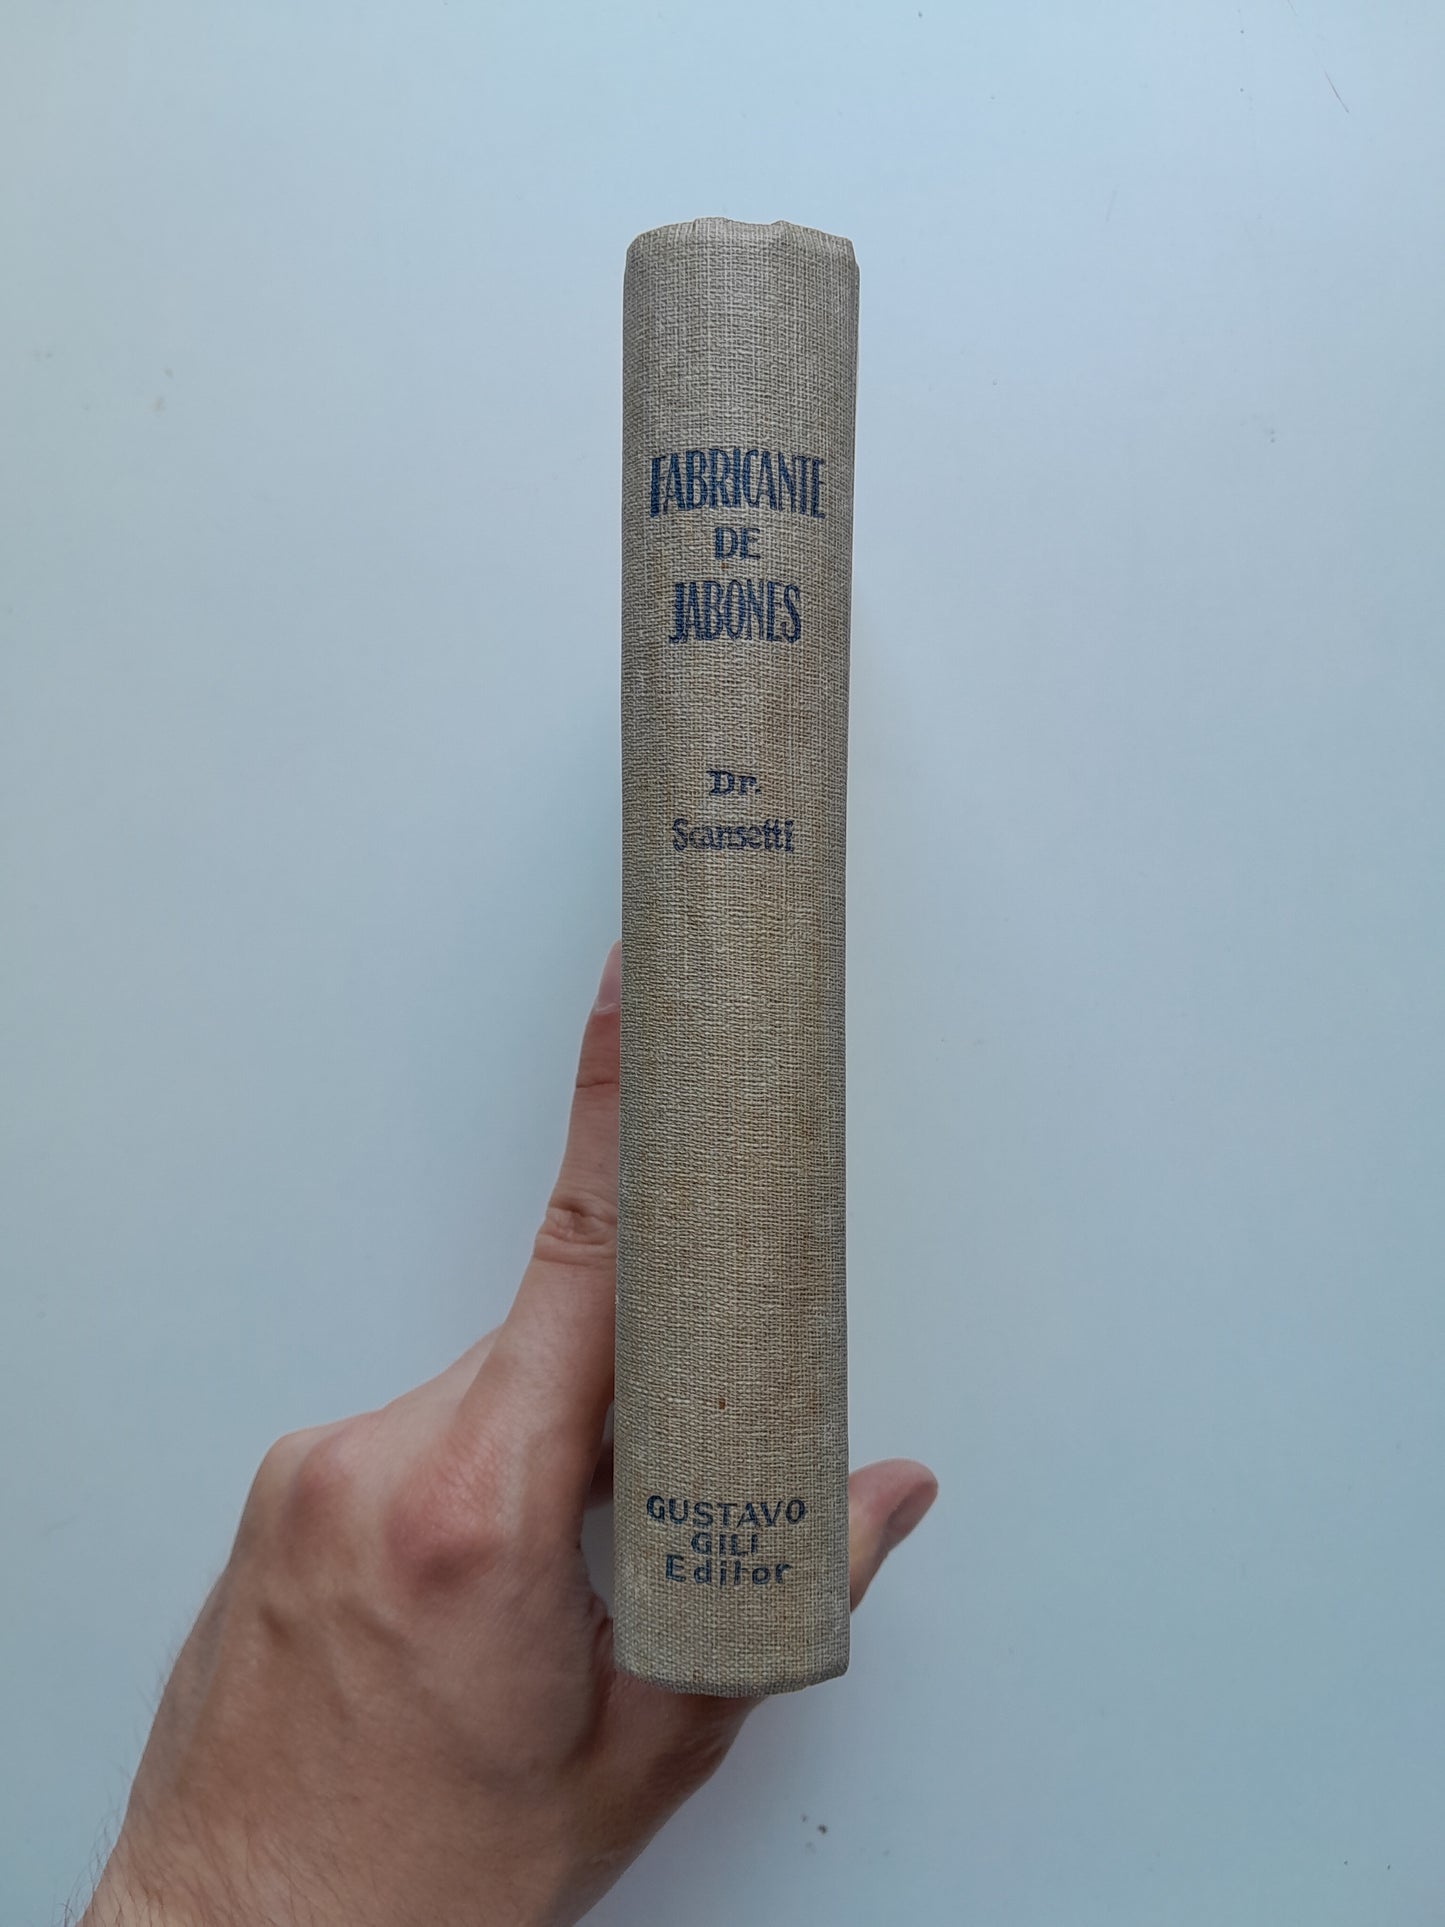 FABRICANTE
DE
JABONES
Dr.
Scansetti
GUSTAVO
GILI
Editor